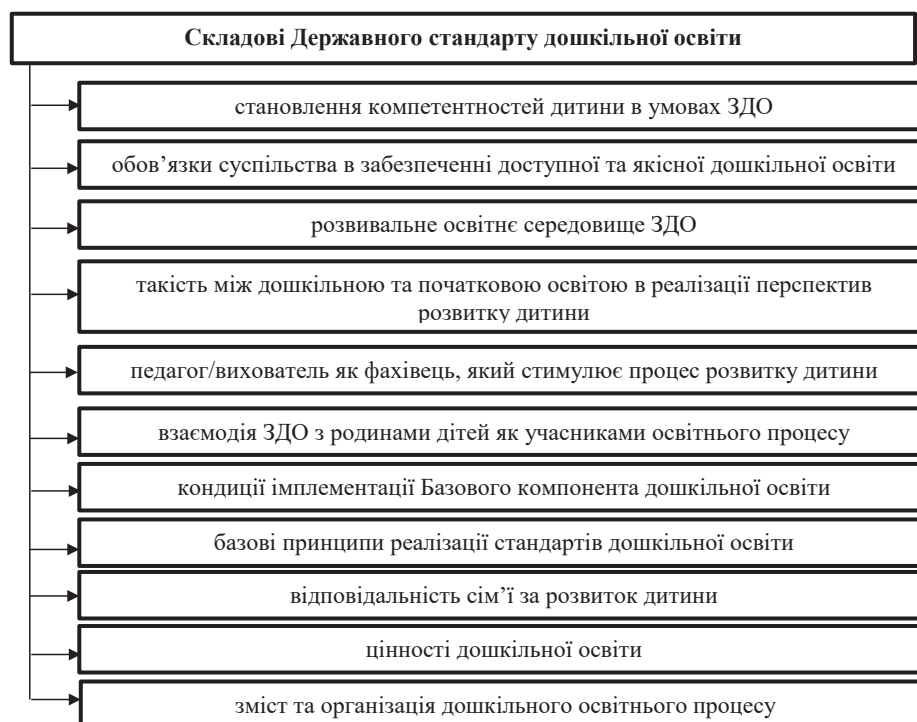 Складові Державного стандарту дошкільної освіти
становлення компетентностей дитини в умовах ЗДО
обов’язки суспільства в забезпеченні доступної та якісної дошкільної освіти
розвивальне освітнє середовище ЗДО
такість між дошкільною та початковою освітою в реалізації перспектив
розвитку дитини
педагог/вихователь як фахівець, який стимулює процес розвитку дитини
взаємодія ЗДО з родинами дітей як учасниками освітнього процесу
кондиції імплементації Базового компонента дошкільної освіти
базові принципи реалізації стандартів дошкільної освіти
відповідальність сім’ї за розвиток дитини
цінності дошкільної освіти
зміст та організація дошкільного освітнього процесу